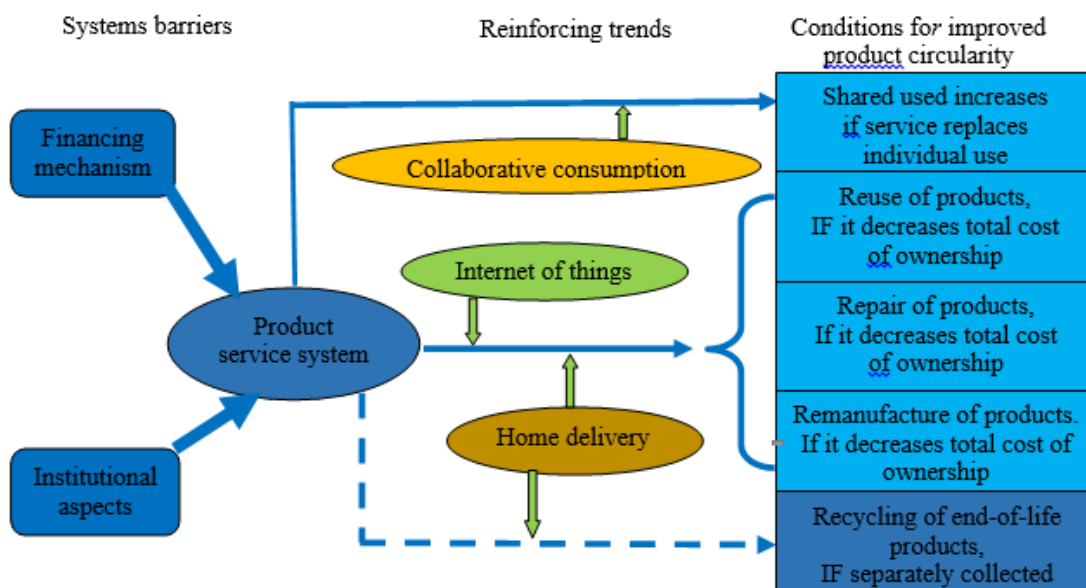 Systems barriers
Reinforcing trends
Conditions for improved
product circularity
Financing
mechanism
Institutional
aspects
Product
service system
Collaborative consumption
Internet of things
Home delivery
Shared used increases
if service replaces
individual use
Reuse of products,
IF it decreases total cost
of ownership
Repair of products,
If it decreases total cost
of ownership
Remanufacture of products.
If it decreases total cost of
ownership
Recycling of end-of-life
products,
IF separately collected